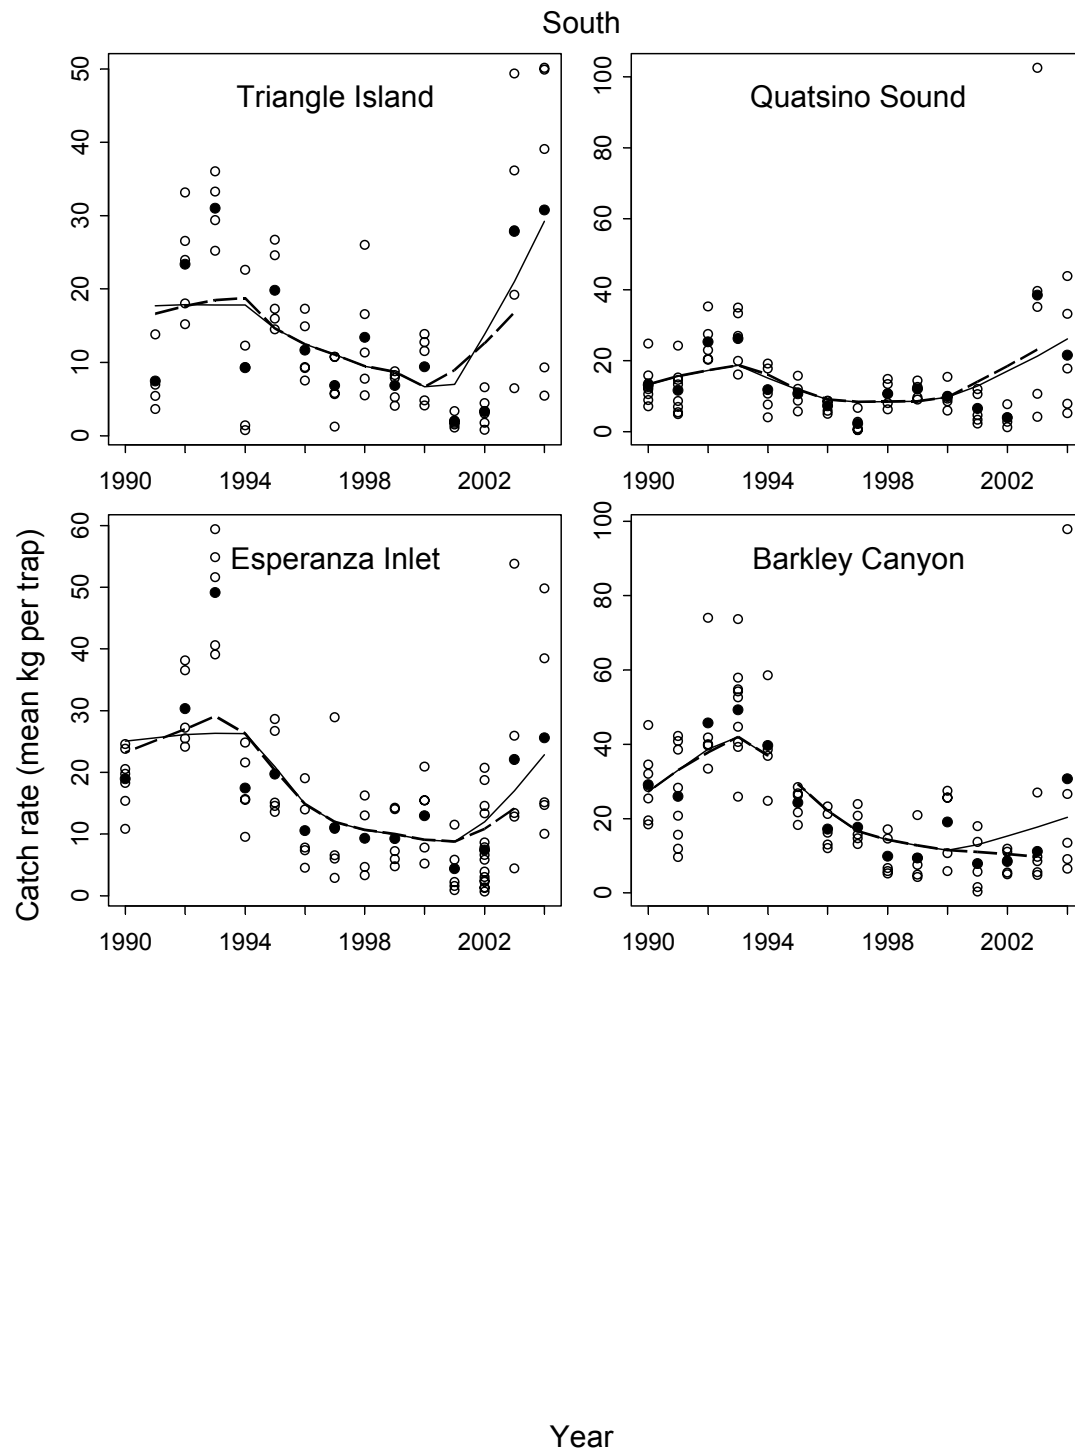 South
Triangle Island
50
40
30
20
10
0
1990 1994 1998 2002
Quatsino Sound
100
80
60
40
20
0
1990 1994 1998 2002
Catch rate (mean kg per trap)
Esperanza Inlet
60
50
40
30
20
10
0
1990 1994 1998 2002
Barkley Canyon
100
80
60
40
20
0
1990 1994 1998 2002
Year